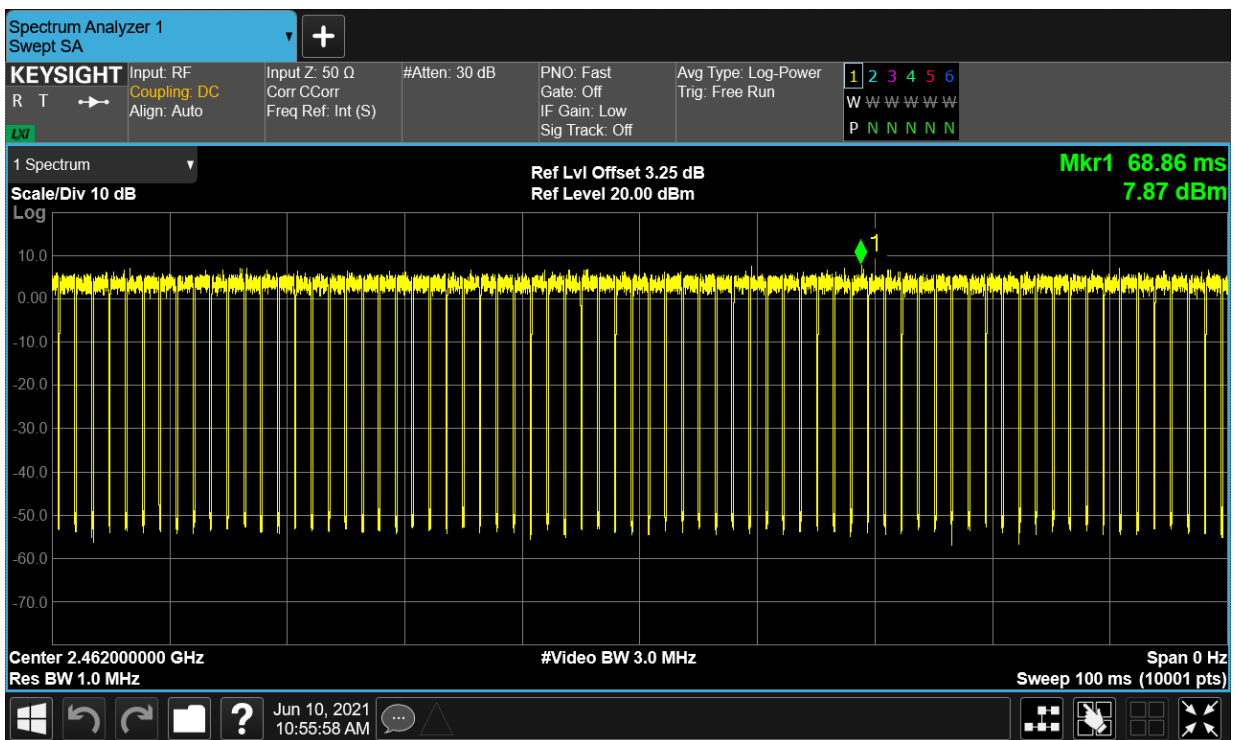 Spectrum Analyzer 1
Swept SA
+
KEYSIGHT
R T
LXI
Input: RF
Coupling: DC
Align: Auto
Input Z: 50 Ω
Corr CCorr
Freq Ref: Int (S)
#Atten: 30 dB
PNO: Fast
Gate: Off
IF Gain: Low
Sig Track: Off
Avg Type: Log-Power
Trig: Free Run
1 2 3 4 5 6
W W W W W W
P N N N N N
1 Spectrum
Scale/Div 10 dB
Log
Ref Lvl Offset 3.25 dB
Ref Level 20.00 dBm
Mkr1 68.86 ms
7.87 dBm
1
10.0
0.00
-10.0
-20.0
-30.0
-40.0
-50.0
-60.0
-70.0
Center 2.462000000 GHz
Res BW 1.0 MHz
#Video BW 3.0 MHz
Span 0 Hz
Sweep 100 ms (10001 pts)
?
Jun 10, 2021
10:55:58 AM